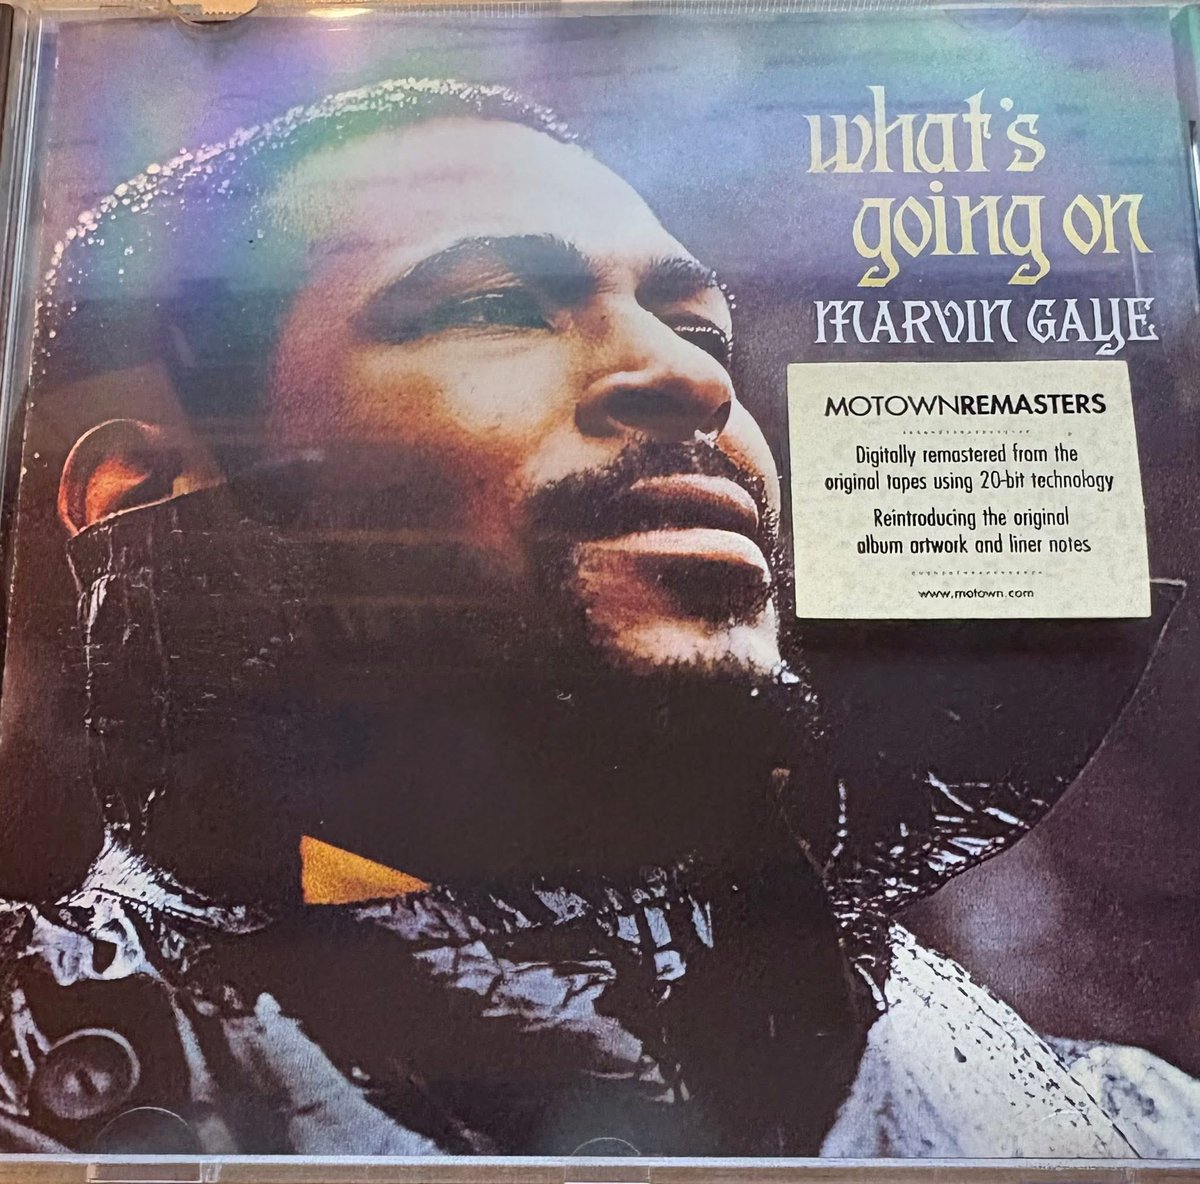 what's
going on
MARVIN GAYE
MOTOWNREMASTERS
Digitally remastered from the
original tapes using 20-bit technology
Reintroducing the original
album artwork and liner notes
www.motown.com